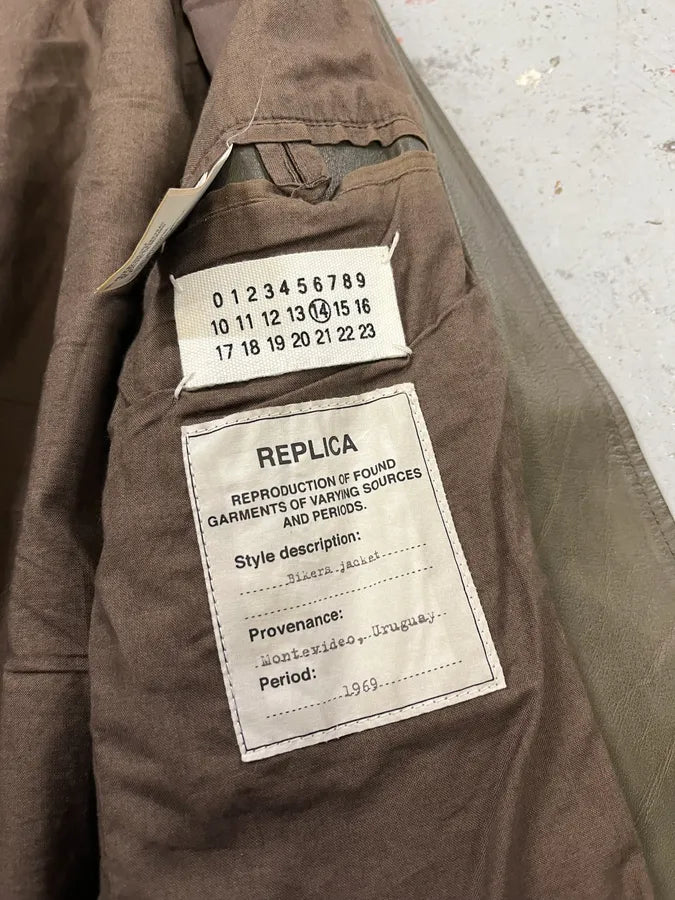 0 1 2 3 4 5 6 7 8 9
10 11 12 13 14 15 16
17 18 19 20 21 22 23
REPLICA
REPRODUCTION OF FOUND
GARMENTS OF VARYING SOURCES
AND PERIODS.
Style description:
Bikers jacket
Provenance:
Montevideo, Uruguay
Period:
1969